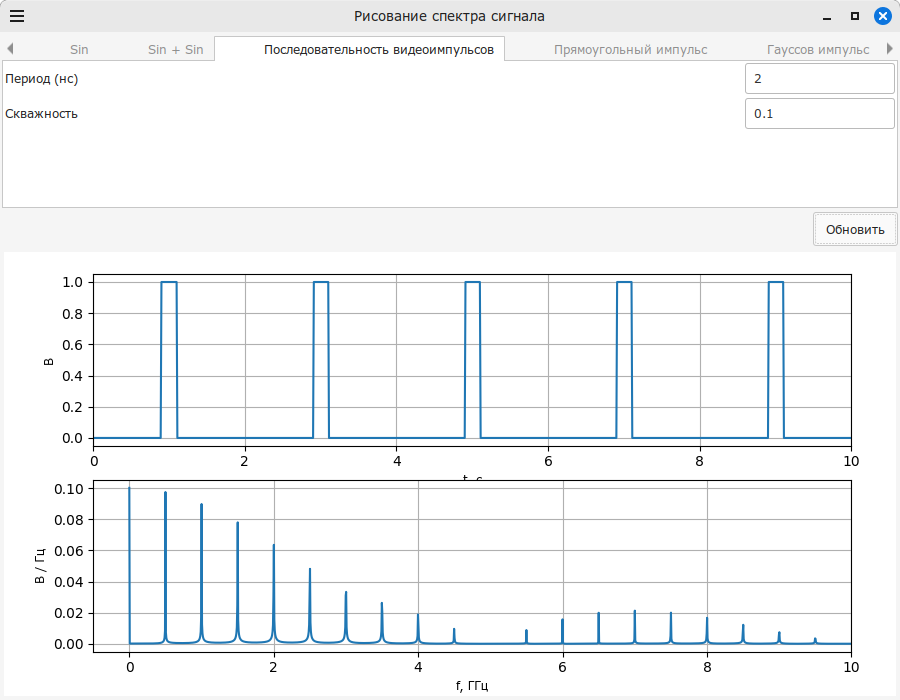 Рисование спектра сигнала
Sin Sin + Sin Последовательность видеоимпульсов Прямоугольный импульс Гауссов импульс
Период (нс) 2
Скважность 0.1
Обновить
1.0
0.8
0.6
0.4
0.2
0.0
В
0 2 4 6 8 10
0.10
0.08
0.06
0.04
0.02
0.00
В / Гц
0 2 4 6 8 10
f, ГГц